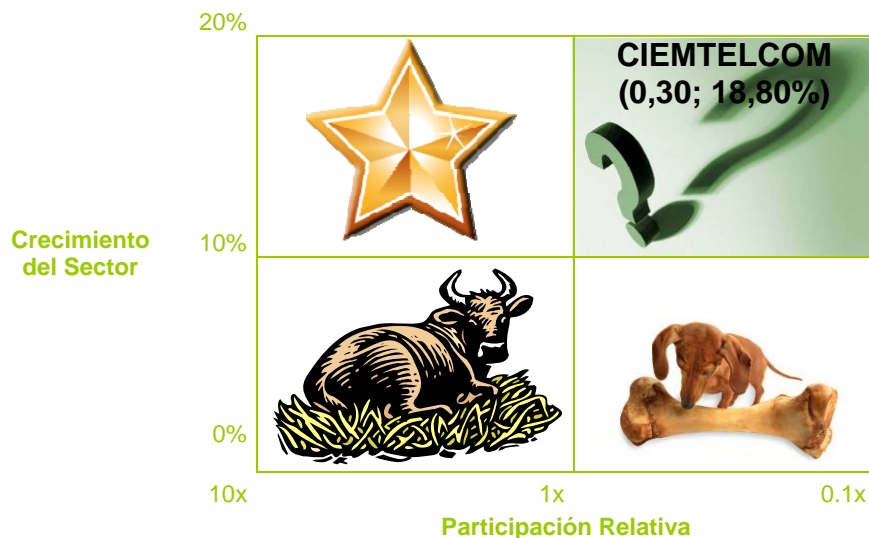 20%
CIEMTELCOM
(0,30; 18,80%)
Crecimiento
del Sector
10%
0%
10x
1x
0.1x
Participación Relativa